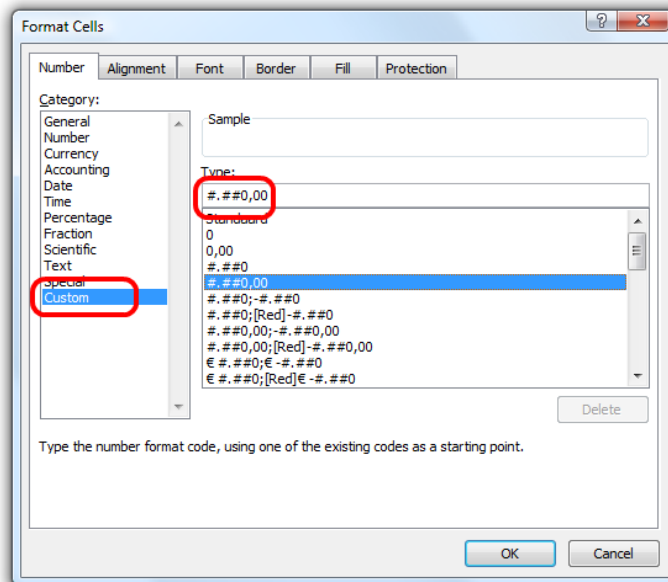 Format Cells
Number Alignment Font Border Fill Protection
Category:
General
Number
Currency
Accounting
Date
Time
Percentage
Fraction
Scientific
Text
Special
Custom
Sample
Type:
#.##0,00
Standaard
0
0,00
#.##0
#.##0,00
#.##0;-#.##0
#.##0;[Red]-#.##0
#.##0,00;-#.##0,00
#.##0,00;[Red]-#.##0,00
€ #.##0;€ -#.##0
€ #.##0;[Red]€ -#.##0
Delete
Type the number format code, using one of the existing codes as a starting point.
OK Cancel